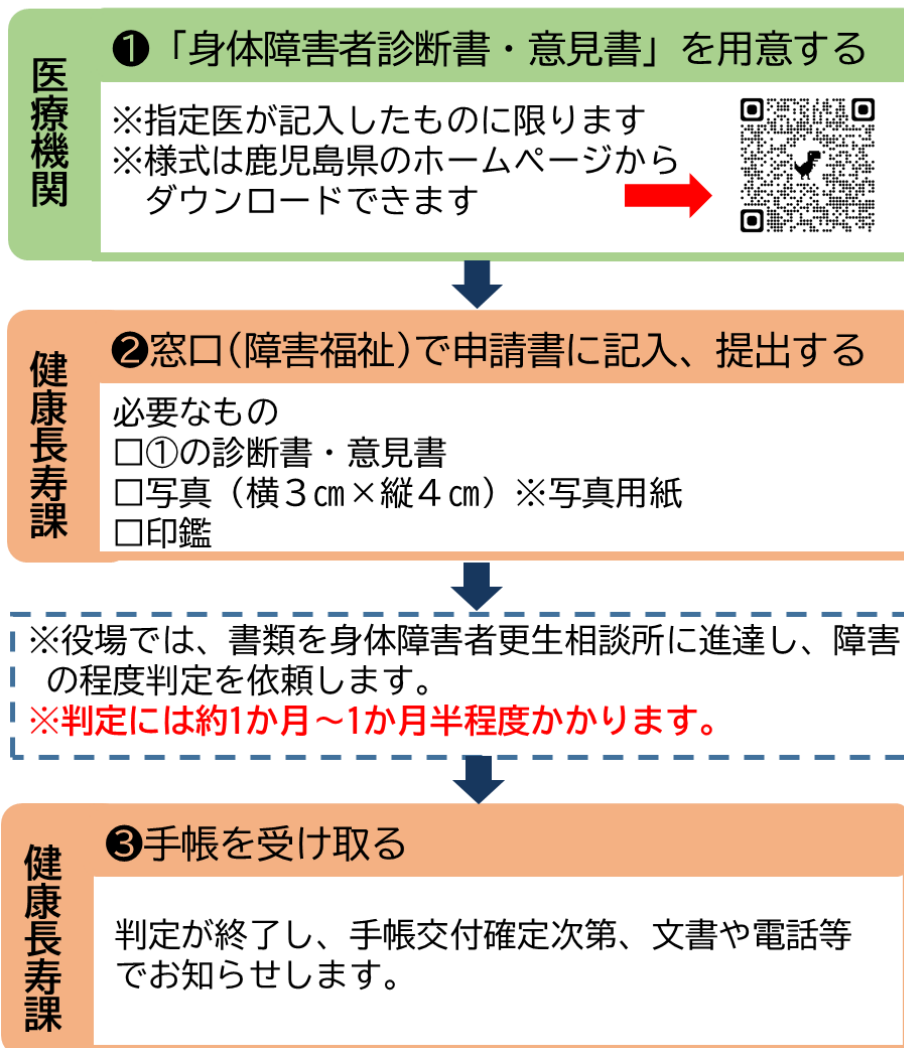 医療機関
❶「身体障害者診断書・意見書」を用意する
※指定医が記入したものに限ります
※様式は鹿児島県のホームページから
ダウンロードできます
健康長寿課
❷窓口(障害福祉)で申請書に記入、提出する
必要なもの
□①の診断書・意見書
□写真（横３㎝×縦４㎝）※写真用紙
□印鑑
※役場では、書類を身体障害者更生相談所に進達し、障害
の程度判定を依頼します。
※判定には約1か月～1か月半程度かかります。
健康長寿課
❸手帳を受け取る
判定が終了し、手帳交付確定次第、文書や電話等
でお知らせします。